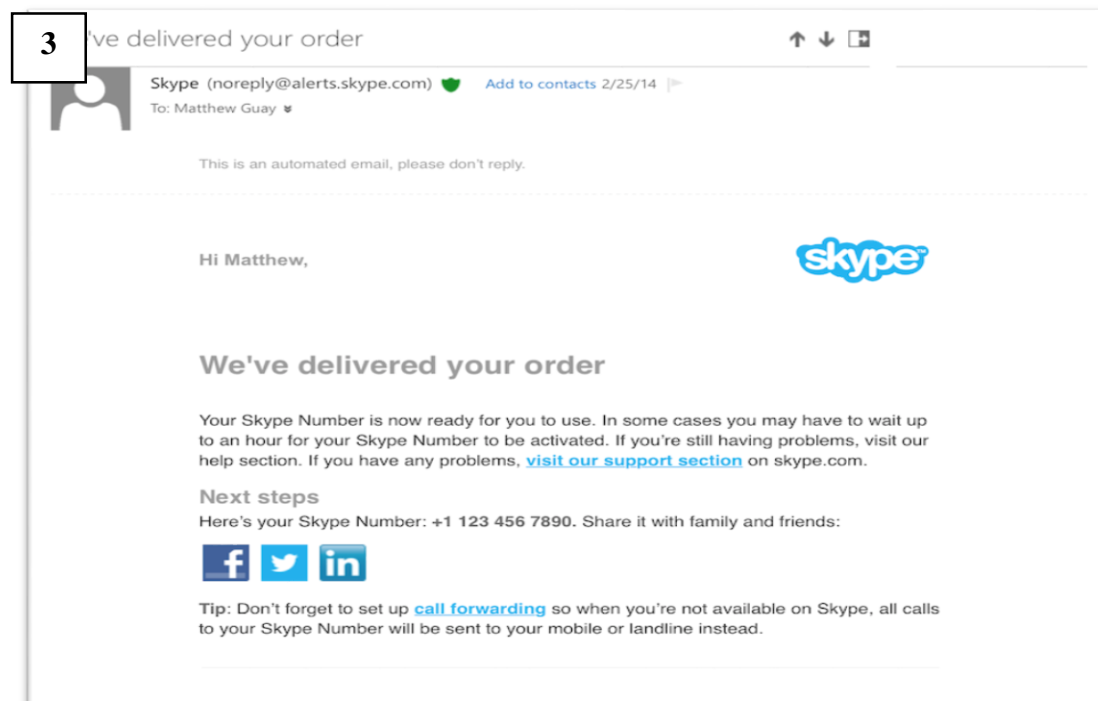 3
've delivered your order
Skype (noreply@alerts.skype.com) Add to contacts 2/25/14
To: Matthew Guay
This is an automated email, please don't reply.
Hi Matthew,
skype™
We've delivered your order
Your Skype Number is now ready for you to use. In some cases you may have to wait up
to an hour for your Skype Number to be activated. If you're still having problems, visit our
help section. If you have any problems, visit our support section on skype.com.
Next steps
Here's your Skype Number: +1 123 456 7890. Share it with family and friends:
f in
Tip: Don't forget to set up call forwarding so when you're not available on Skype, all calls
to your Skype Number will be sent to your mobile or landline instead.